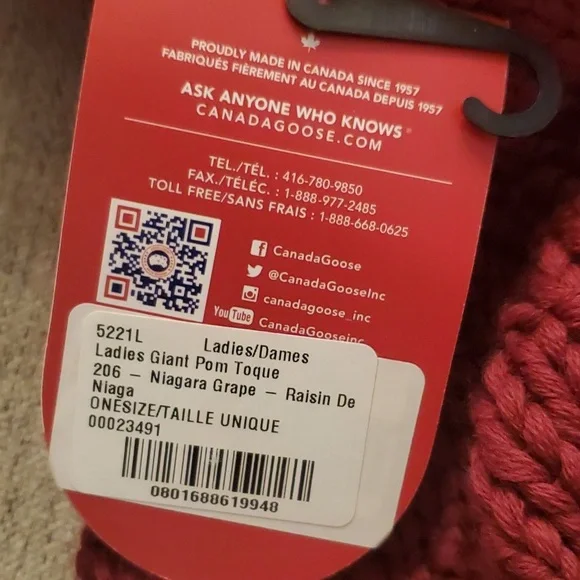 PROUDLY MADE IN CANADA SINCE 1957
FABRIQUÉS FIÈREMENT AU CANADA DEPUIS 1957
ASK ANYONE WHO KNOWS®
CANADAGOOSE.COM
TEL./TÉL. : 416-780-9850
FAX./TÉLÉC. : 1-888-977-2485
TOLL FREE/SANS FRAIS : 1-888-668-0625
CanadaGoose
@CanadaGooseInc
canadagoose_inc
YouTube CanadaGooseinc
5221L Ladies/Dames
Ladies Giant Pom Toque
206 – Niagara Grape – Raisin De
Niaga
ONESIZE/TAILLE UNIQUE
00023491
0801688619948